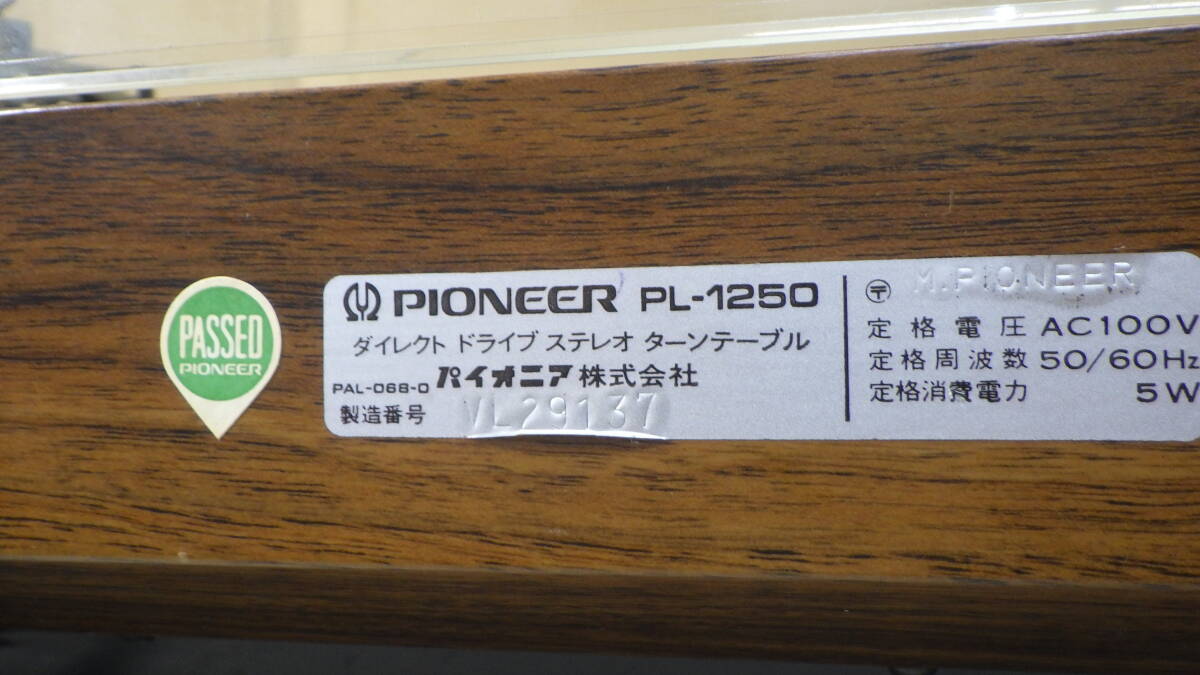 PASSED
PIONEER
PIONEER PL-1250
ダイレクト ドライブ ステレオ ターンテーブル
PAL-068-0 パイオニア株式会社
製造番号 VL29137
〒 M.PIONEER
定格電圧 AC100V
定格周波数 50/60Hz
定格消費電力 5W